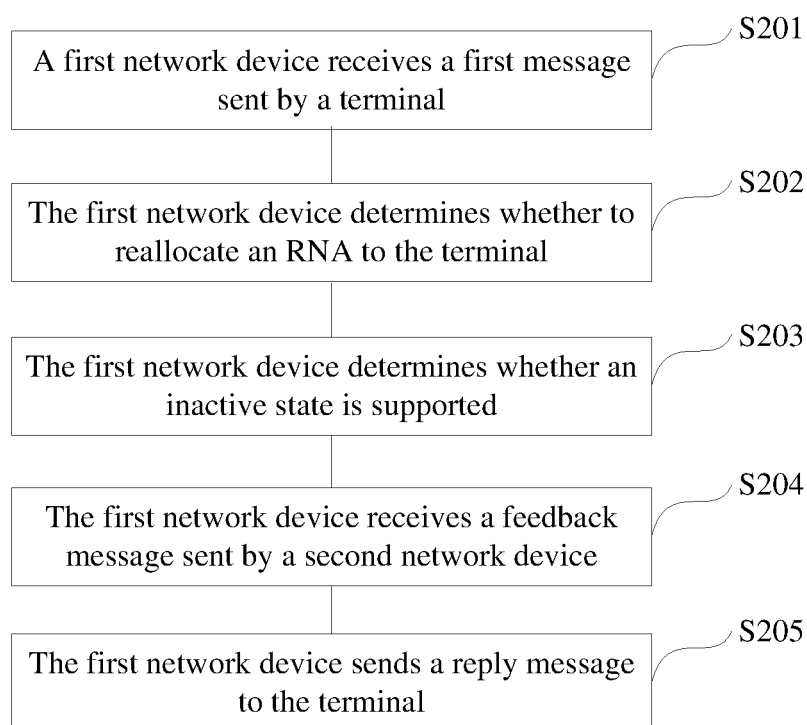 S201
A first network device receives a first message
sent by a terminal
S202
The first network device determines whether to
reallocate an RNA to the terminal
S203
The first network device determines whether an
inactive state is supported
S204
The first network device receives a feedback
message sent by a second network device
S205
The first network device sends a reply message
to the terminal